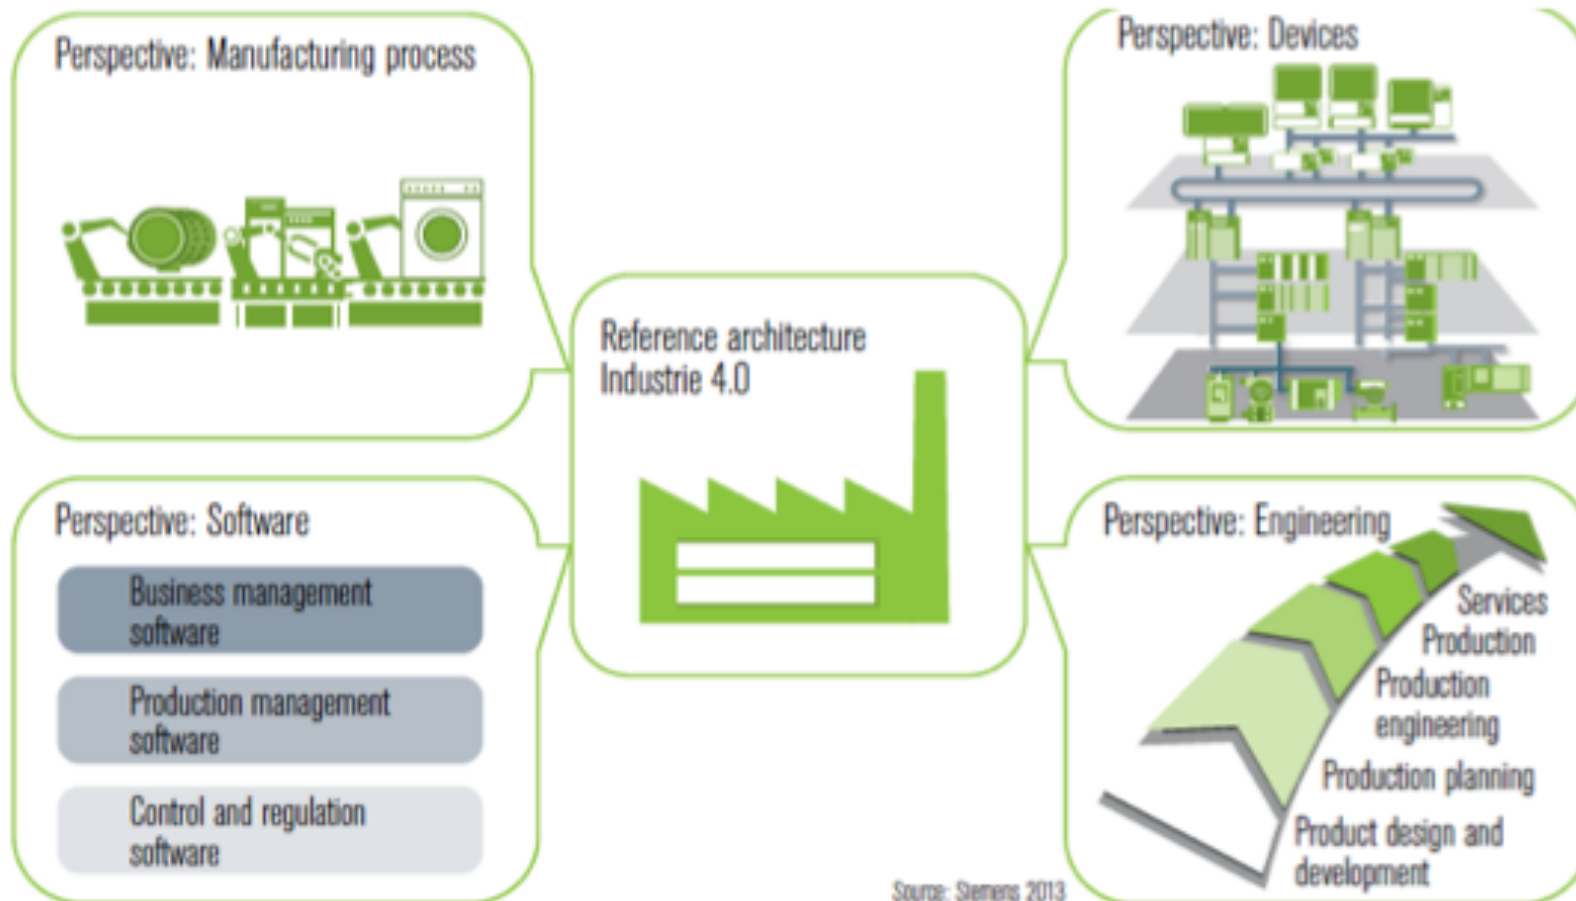 Perspective: Manufacturing process
Perspective: Devices
Reference architecture
Industrie 4.0
Perspective: Software
Business management
software
Production management
software
Control and regulation
software
Perspective: Engineering
Services
Production
Production
engineering
Production planning
Product design and
development
Source: Siemens 2013